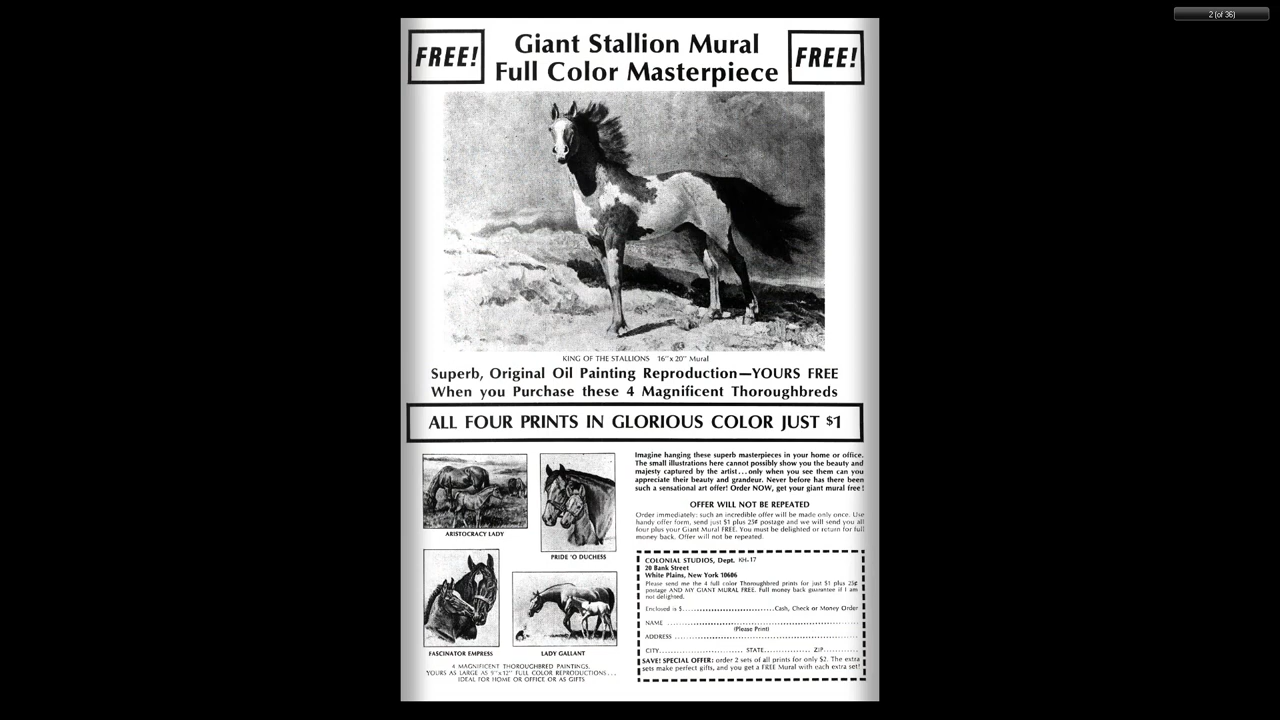 2 (of 36)
FREE!
Giant Stallion Mural
Full Color Masterpiece
FREE!
KING OF THE STALLIONS 16"x 20" Mural
Superb, Original Oil Painting Reproduction—YOURS FREE
When you Purchase these 4 Magnificent Thoroughbreds
ALL FOUR PRINTS IN GLORIOUS COLOR JUST $1
ARISTOCRACY LADY
PRIDE 'O DUCHESS
FASCINATOR EMPRESS
LADY GALLANT
4 MAGNIFICENT THOROUGHBRED PAINTINGS,
YOURS AS LARGE AS 9"x12" FULL COLOR REPRODUCTIONS...
IDEAL FOR HOME OR OFFICE OR AS GIFTS.
Imagine hanging these superb masterpieces in your home or office.
The small illustrations here cannot possibly show you the beauty and
majesty captured by the artist...only when you see them can you
appreciate their beauty and grandeur. Never before has there been
such a sensational art offer! Order NOW, get your giant mural free!
OFFER WILL NOT BE REPEATED
Order immediately: such an incredible offer will be made only once. Use
handy offer form, send just $1 plus 25¢ postage and we will send you all
four plus your Giant Mural FREE. You must be delighted or return for full
money back. Offer will not be repeated.
COLONIAL STUDIOS, Dept. KH-17
20 Bank Street
White Plains, New York 10606
Please send me the 4 full color Thoroughbred prints for just $1 plus 25¢
postage AND MY GIANT MURAL FREE. Full money back guarantee if I am
not delighted.
Enclosed is $..........................Cash, Check or Money Order
NAME ......................................................
(Please Print)
ADDRESS ....................................................
CITY......................... STATE.............. ZIP...........
SAVE! SPECIAL OFFER: order 2 sets of all prints for only $2. The extra
sets make perfect gifts, and you get a FREE Mural with each extra set!